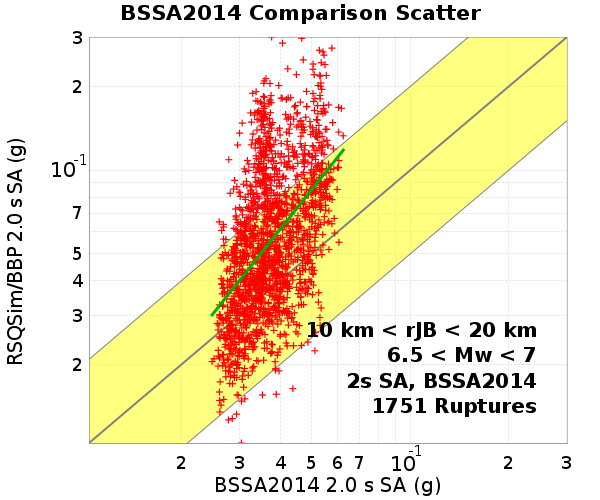 BSSA2014 Comparison Scatter
RSQSim/BBP 2.0 s SA (g)
3
2
10-1
7
5
4
3
2
10 km < rJB < 20 km
6.5 < Mw < 7
2s SA, BSSA2014
1751 Ruptures
2 3 4 5 6 7 10-1 2 3
BSSA2014 2.0 s SA (g)